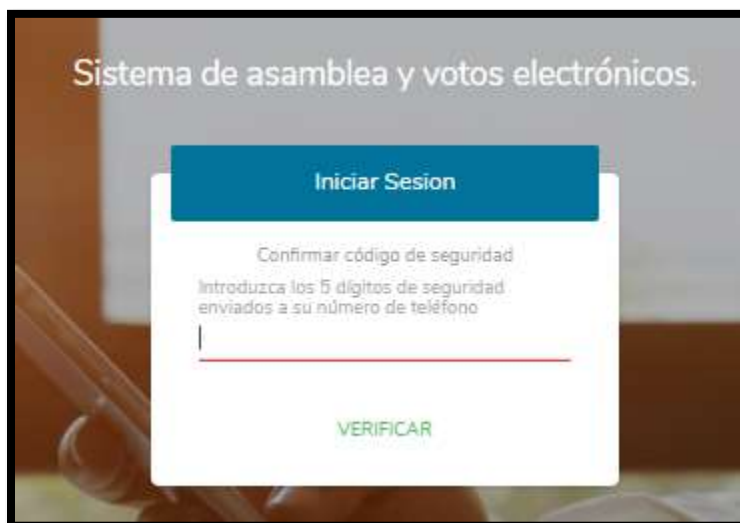 Sistema de asamblea y votos electrónicos.
Iniciar Sesion
Confirmar código de seguridad
Introduzca los 5 dígitos de seguridad
enviados a su número de teléfono
VERIFICAR